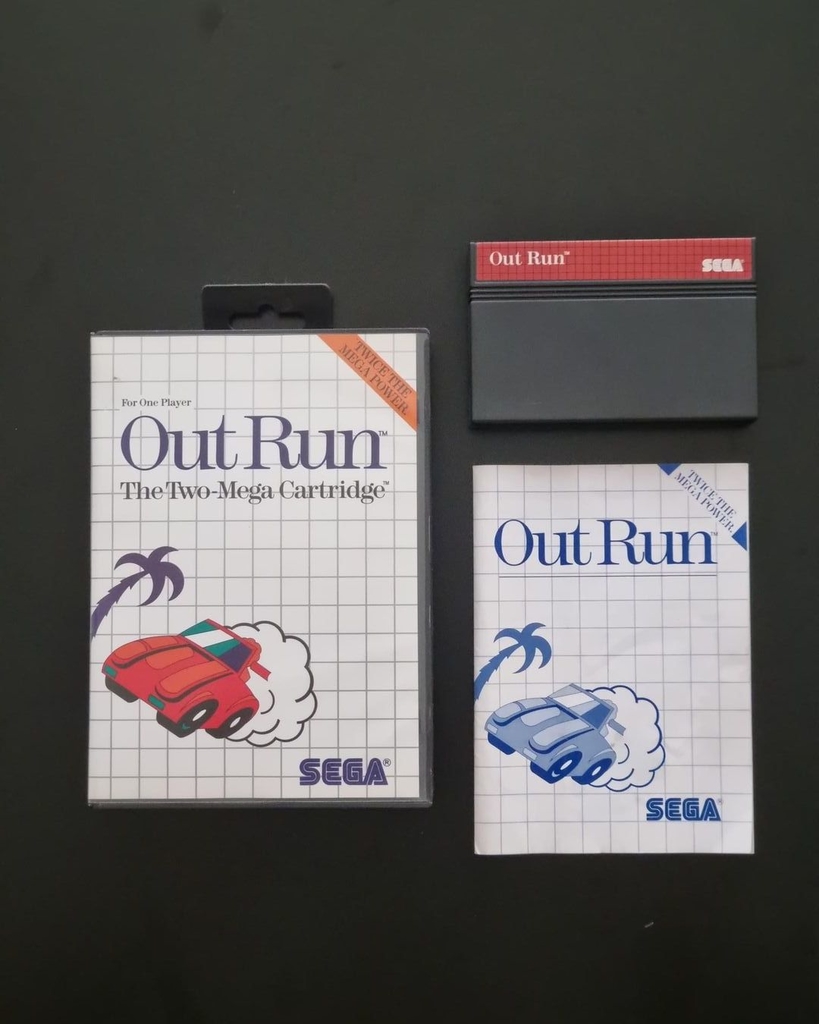 TWICE THE
MEGA POWER
For One Player
Out Run™
The Two-Mega Cartridge™
SEGA®
Out Run™
SEGA®
TWICE THE
MEGA POWER
Out Run™
SEGA®